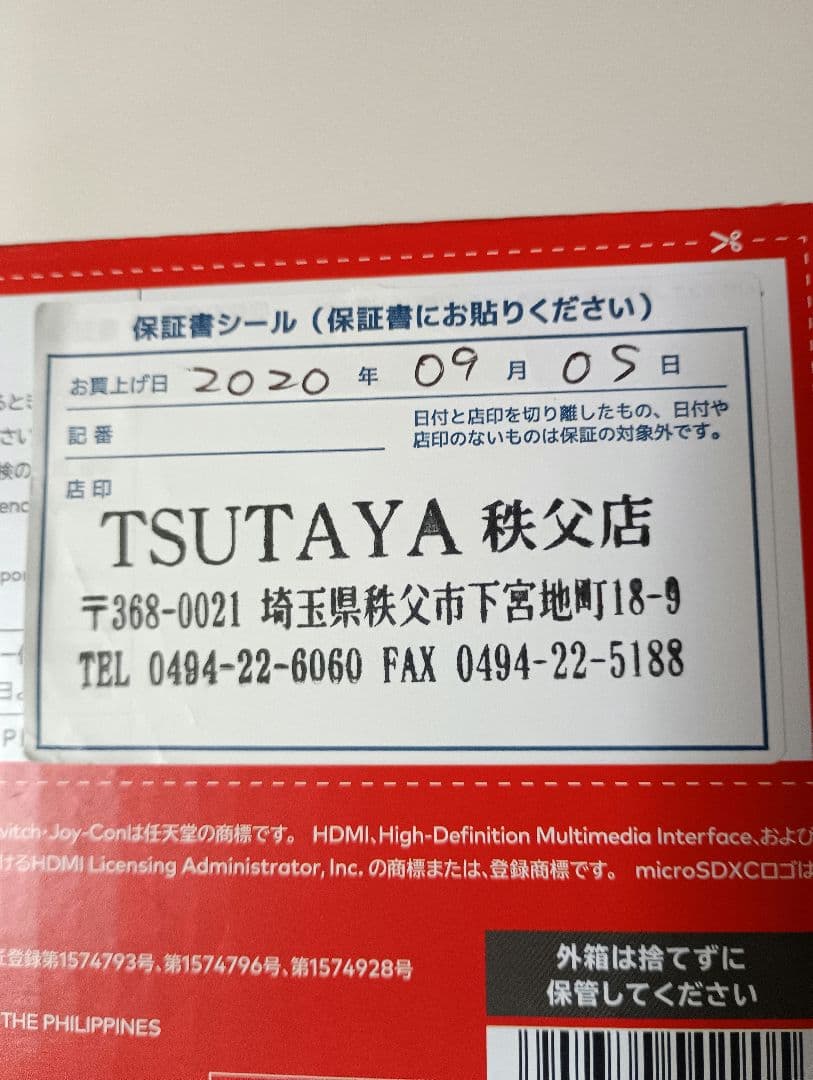 保証書シール（保証書にお貼りください）
お買上げ日 2020 年 09 月 05 日
記番
日付と店印を切り離したもの、日付や
店印のないものは保証の対象外です。
店印
TSUTAYA 秩父店
〒368-0021 埼玉県秩父市下宮地町18-9
TEL 0494-22-6060 FAX 0494-22-5188
witch・Joy-Conは任天堂の商標です。 HDMI、High-Definition Multimedia Interface、および
けるHDMI Licensing Administrator, Inc. の商標または、登録商標です。 microSDXCロゴは
登録第1574793号、第1574796号、第1574928号
THE PHILIPPINES
外箱は捨てずに
保管してください